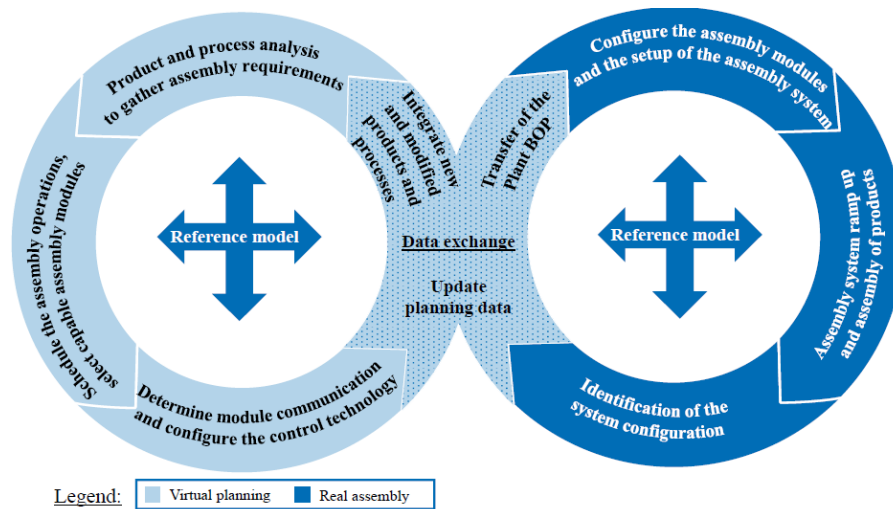 Product and process analysis
to gather assembly requirements
Integrate new
and modified
products and
processes
Schedule the assembly operations,
select capable assembly modules
Reference model
Determine module communication
and configure the control technology
Data exchange
Update
planning data
Transfer of the
Plant BOP
Configure the assembly modules
and the setup of the assembly system
Reference model
Assembly system ramp up
and assembly of products
Identification of the
system configuration
Legend:
Virtual planning
Real assembly